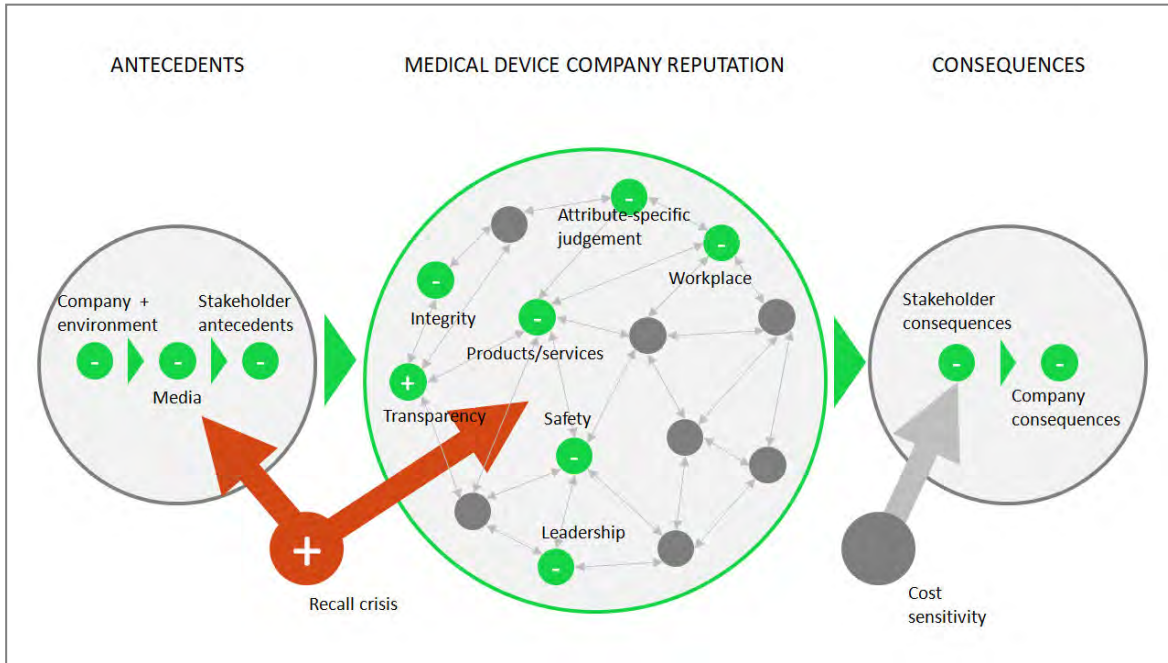 ANTECEDENTS
MEDICAL DEVICE COMPANY REPUTATION
CONSEQUENCES
Company +
environment
Stakeholder
antecedents
-
-
-
Media
-
Attribute-specific
judgement
-
Workplace
-
Integrity
-
Products/services
+
Transparency
Safety
-
Leadership
-
Stakeholder
consequences
-
-
Company
consequences
+
Recall crisis
Cost
sensitivity